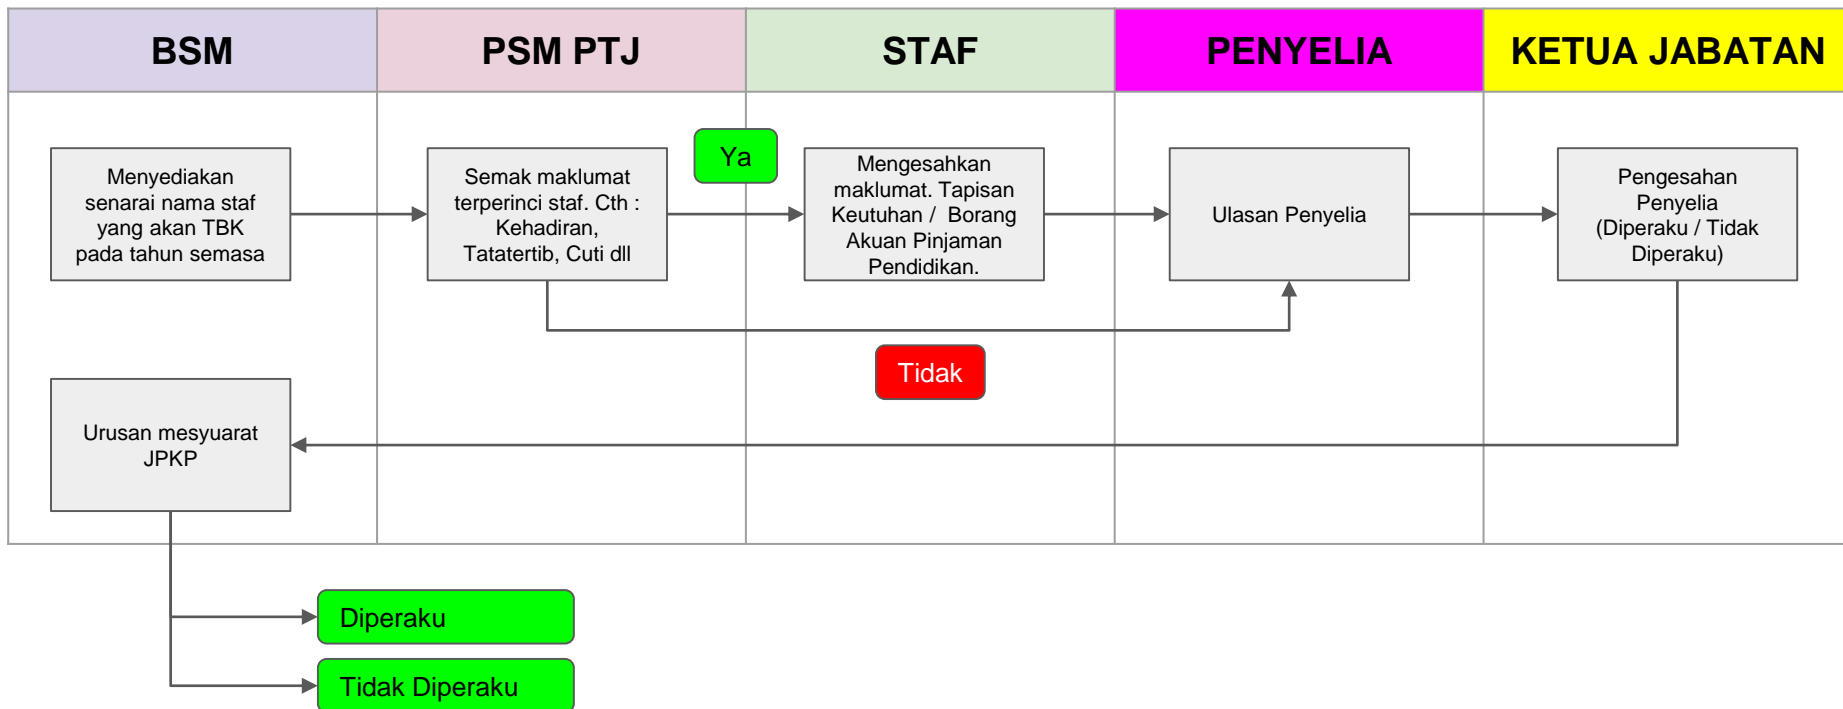 BSM
PSM PTJ
STAF
PENYELIA
KETUA JABATAN
Menyediakan
senarai nama staf
yang akan TBK
pada tahun semasa
Semak maklumat
terperinci staf. Cth :
Kehadiran,
Tatatertib, Cuti dll
Ya
Mengesahkan
maklumat. Tapisan
Keutuhan / Borang
Akuan Pinjaman
Pendidikan.
Ulasan Penyelia
Pengesahan
Penyelia
(Diperaku / Tidak
Diperaku)
Tidak
Urusan mesyuarat
JPKP
Diperaku
Tidak Diperaku